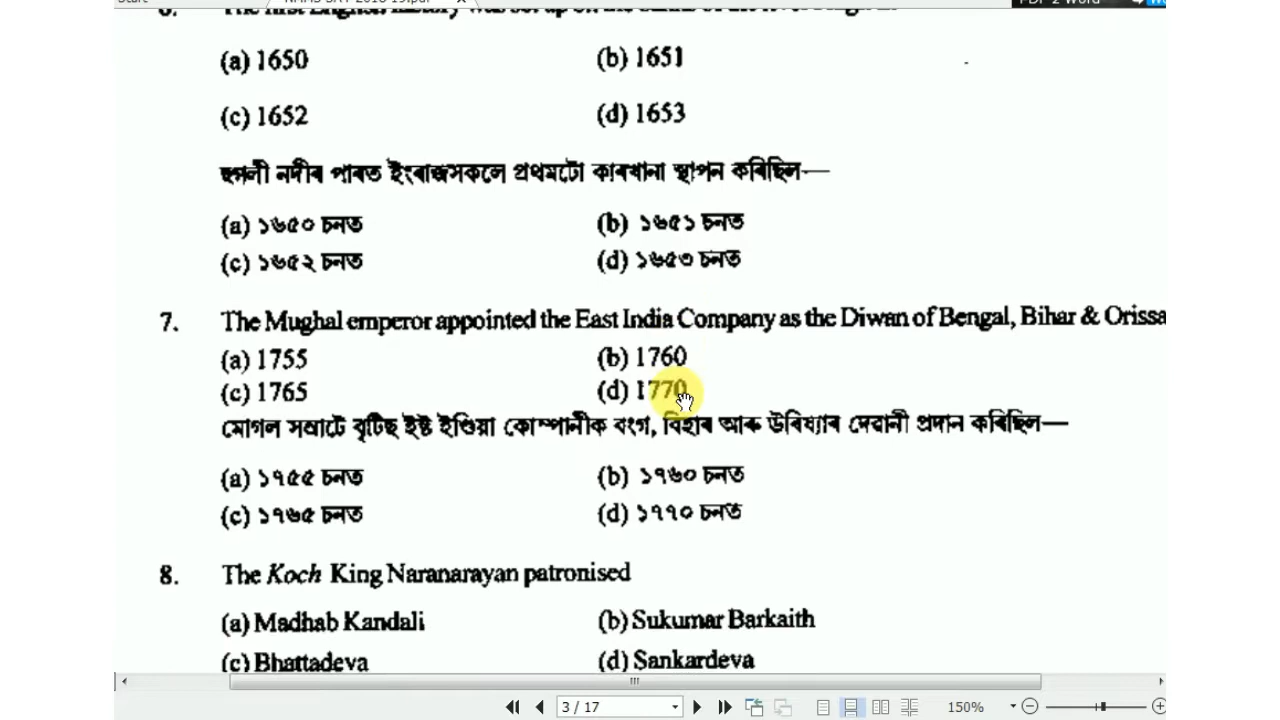 (a) 1650 (b) 1651
(c) 1652 (d) 1653
হুগলী নদীৰ পাৰত ইংৰাজসকলে প্ৰথমটো কাৰখানা স্থাপন কৰিছিল—
(a) ১৬৫০ চনত (b) ১৬৫১ চনত
(c) ১৬৫২ চনত (d) ১৬৫৩ চনত
7. The Mughal emperor appointed the East India Company as the Diwan of Bengal, Bihar & Orissa
(a) 1755 (b) 1760
(c) 1765 (d) 1770
মোগল সম্ৰাটে বৃটিছ ইষ্ট ইণ্ডিয়া কোম্পানীক বংগ, বিহাৰ আৰু উৰিষ্যাৰ দেৱানী প্ৰদান কৰিছিল—
(a) ১৭৫৫ চনত (b) ১৭৬০ চনত
(c) ১৭৬৫ চনত (d) ১৭৭০ চনত
8. The Koch King Naranarayan patronised
(a) Madhab Kandali (b) Sukumar Barkaith
(c) Bhattadeva (d) Sankardeva
3 / 17 150%